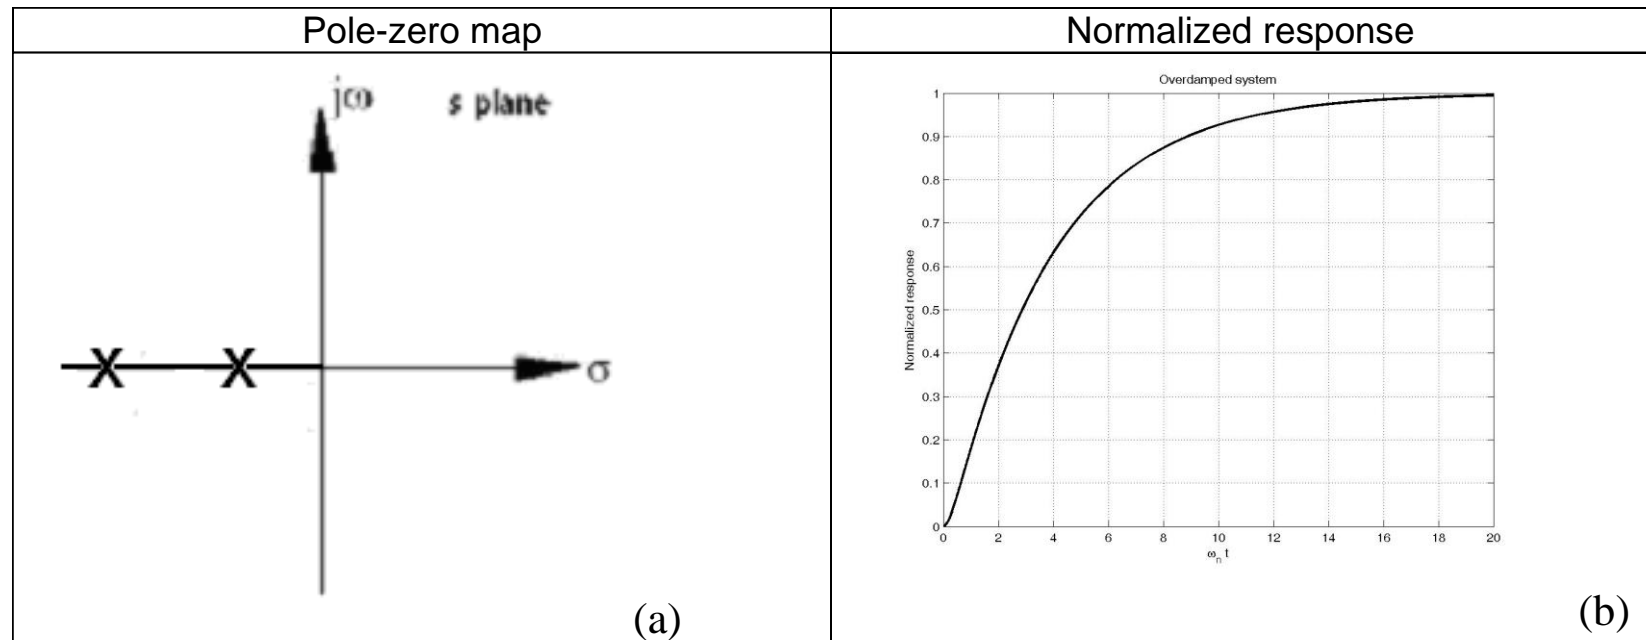 Pole-zero map
Normalized response
jω
s plane
σ
X X
(a)
Overdamped system
Normalized response
1
0.9
0.8
0.7
0.6
0.5
0.4
0.3
0.2
0.1
0
0 2 4 6 8 10 12 14 16 18 20
ωn t
(b)